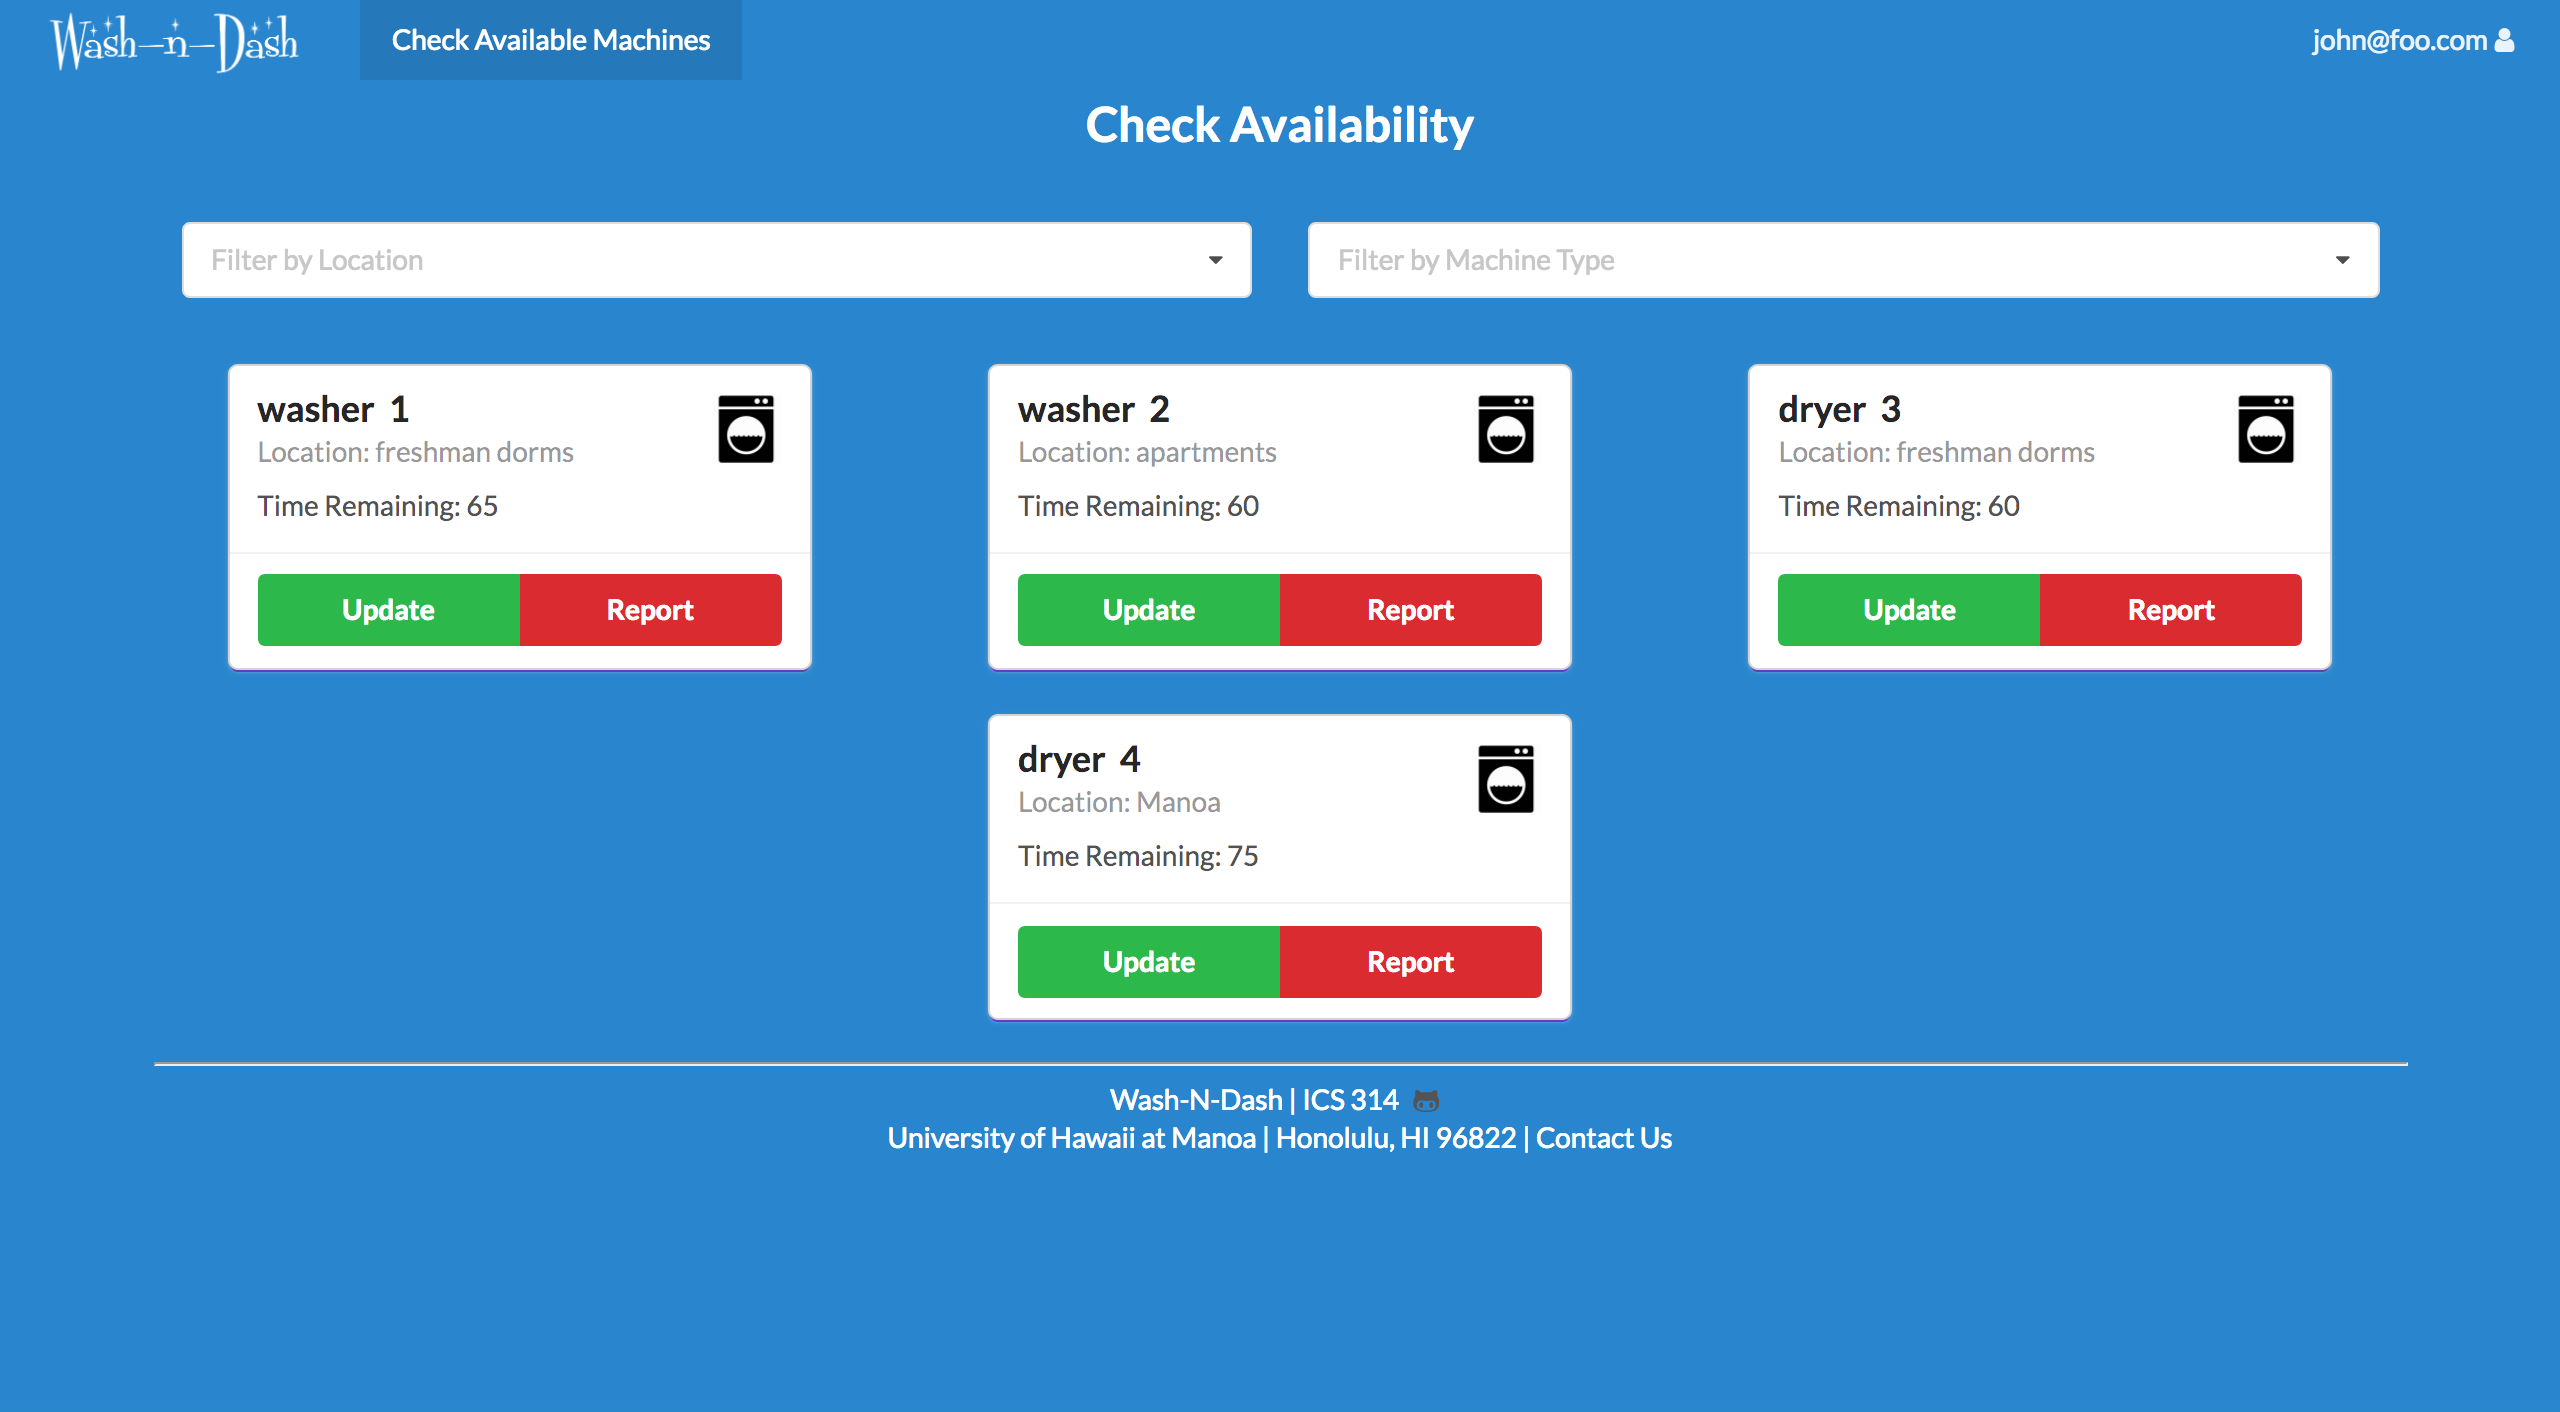 Wash-n-Dash
Check Available Machines
john@foo.com
Check Availability
Filter by Location
Filter by Machine Type
washer 1
Location: freshman dorms
Time Remaining: 65
Update
Report
washer 2
Location: apartments
Time Remaining: 60
Update
Report
dryer 3
Location: freshman dorms
Time Remaining: 60
Update
Report
dryer 4
Location: Manoa
Time Remaining: 75
Update
Report
Wash-N-Dash | ICS 314
University of Hawaii at Manoa | Honolulu, HI 96822 | Contact Us